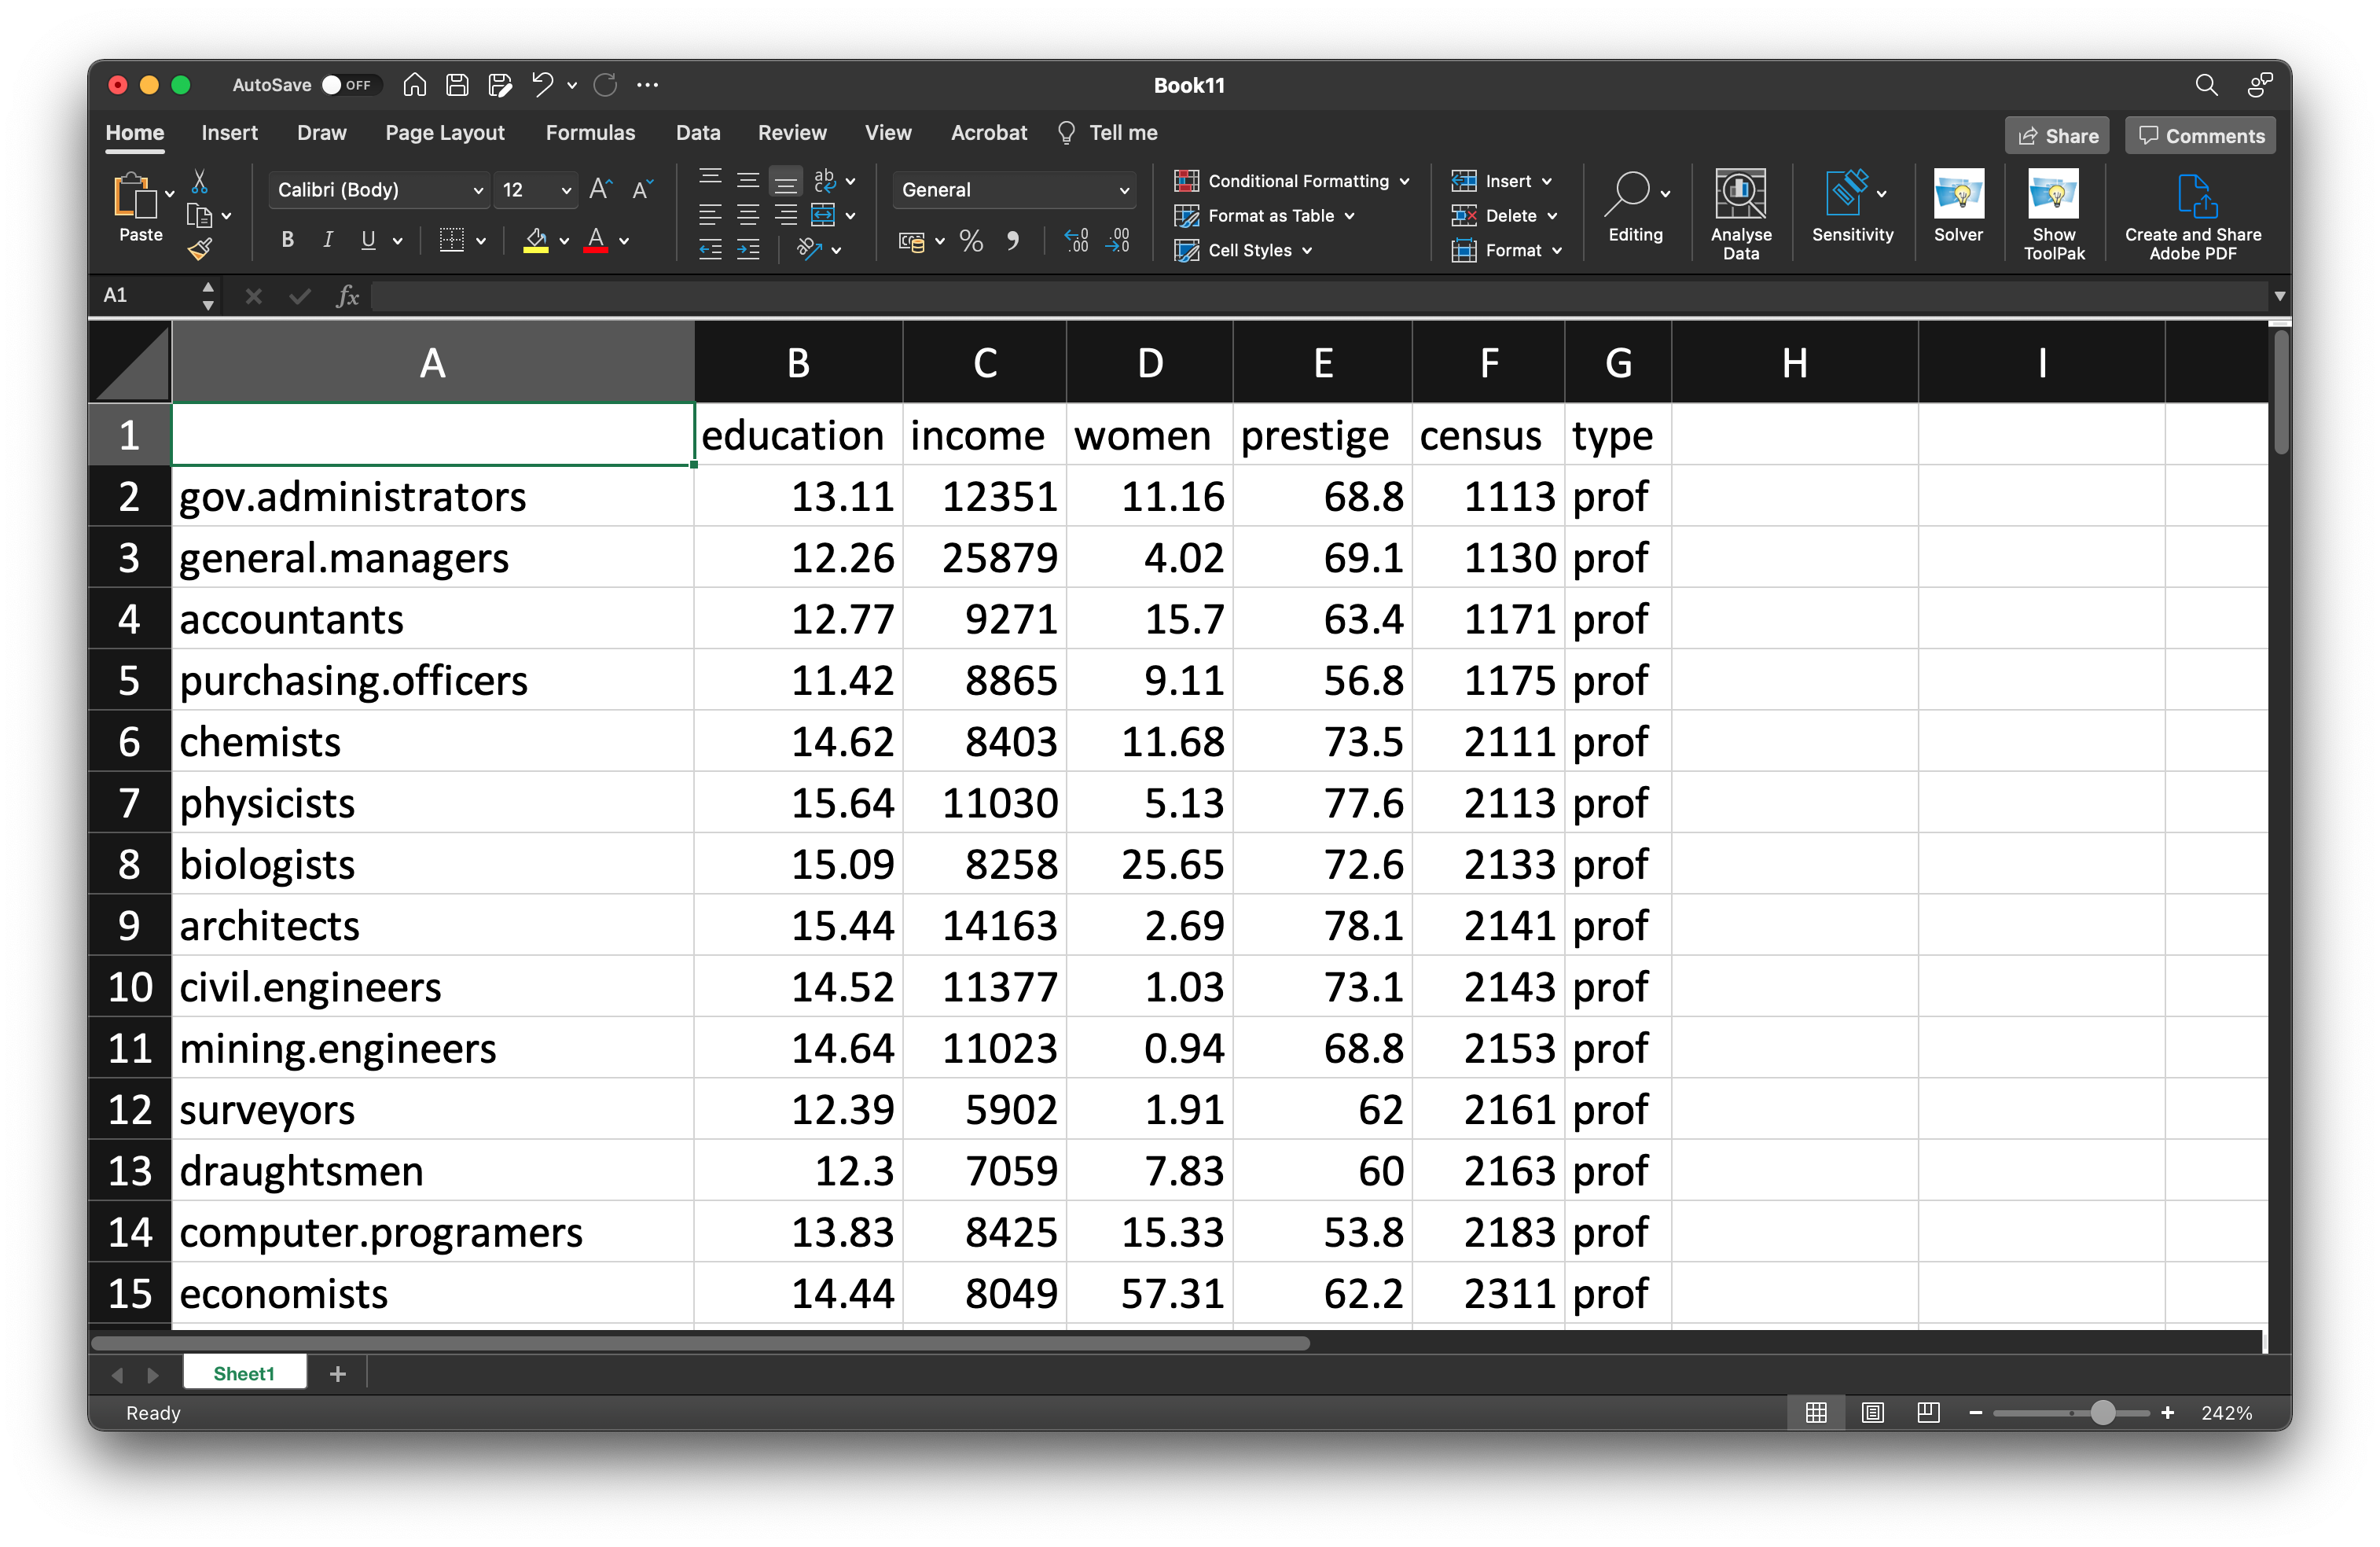 AutoSave OFF Book11
Home Insert Draw Page Layout Formulas Data Review View Acrobat Tell me Share Comments
Paste Calibri (Body) 12 General Conditional Formatting Format as Table Cell Styles Insert Delete Format Editing Analyse Data Sensitivity Solver Show ToolPak Create and Share Adobe PDF
A1 fx
A B C D E F G H I
1 education income women prestige census type
2 gov.administrators 13.11 12351 11.16 68.8 1113 prof
3 general.managers 12.26 25879 4.02 69.1 1130 prof
4 accountants 12.77 9271 15.7 63.4 1171 prof
5 purchasing.officers 11.42 8865 9.11 56.8 1175 prof
6 chemists 14.62 8403 11.68 73.5 2111 prof
7 physicists 15.64 11030 5.13 77.6 2113 prof
8 biologists 15.09 8258 25.65 72.6 2133 prof
9 architects 15.44 14163 2.69 78.1 2141 prof
10 civil.engineers 14.52 11377 1.03 73.1 2143 prof
11 mining.engineers 14.64 11023 0.94 68.8 2153 prof
12 surveyors 12.39 5902 1.91 62 2161 prof
13 draughtsmen 12.3 7059 7.83 60 2163 prof
14 computer.programers 13.83 8425 15.33 53.8 2183 prof
15 economists 14.44 8049 57.31 62.2 2311 prof
Sheet1 +
Ready 242%